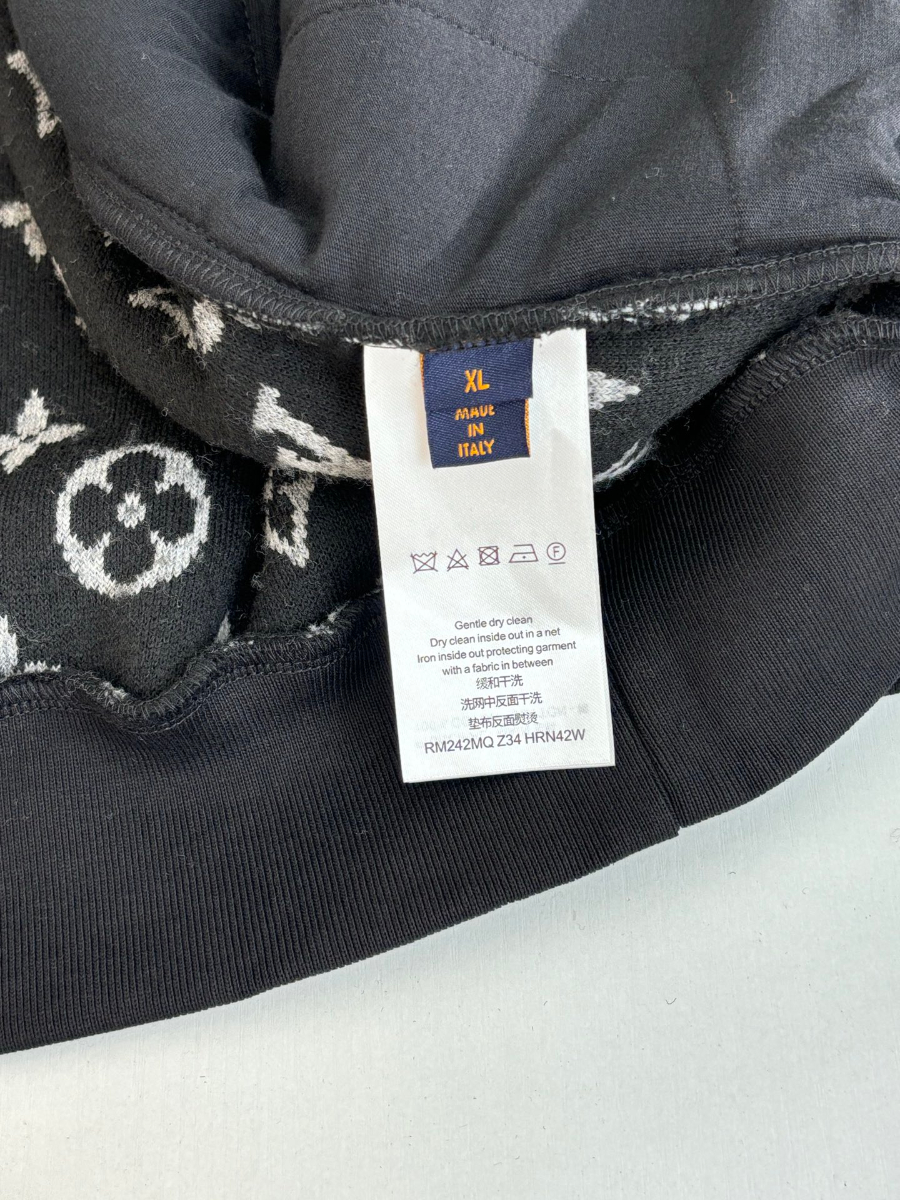 XL
MADE
IN
ITALY
F
Gentle dry clean
Dry clean inside out in a net
Iron inside out protecting garment
with a fabric in between
缓和干洗
洗网中反面干洗
垫布反面熨烫
RM242MQ Z34 HRN42W